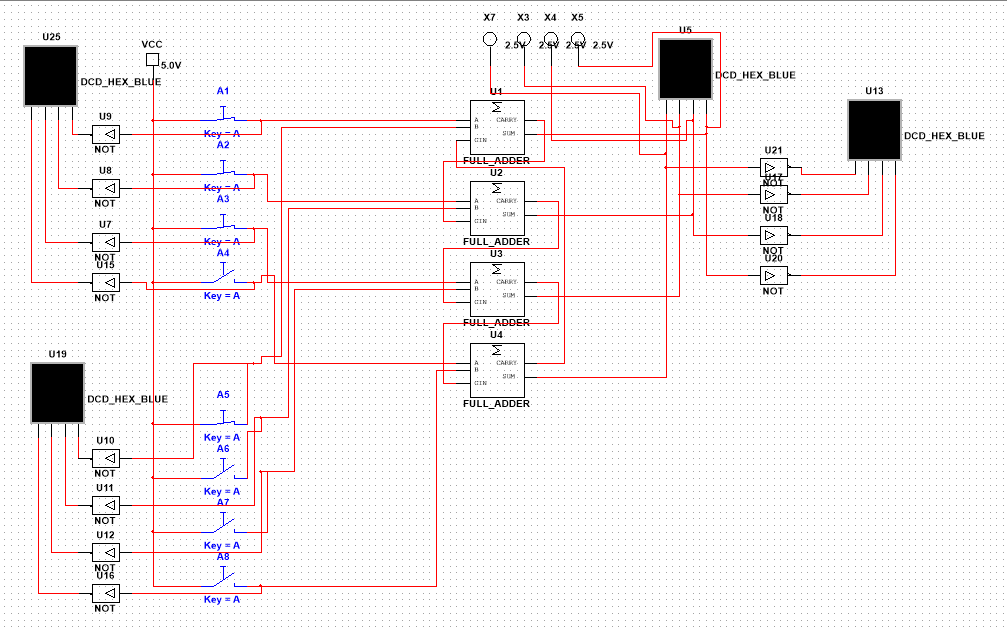 X7 X3 X4 X5
2.5V 2.5V 2.5V 2.5V
U25
DCD_HEX_BLUE
VCC
5.0V
U5
DCD_HEX_BLUE
U13
DCD_HEX_BLUE
U9
NOT
A1
Key = A
U8
NOT
A2
Key = A
U7
NOT
A3
Key = A
U15
NOT
A4
Key = A
U1
Σ
A CARRY
B
SUM
CIN
FULL_ADDER
U2
Σ
A CARRY
B
SUM
CIN
FULL_ADDER
U3
Σ
A CARRY
B
SUM
CIN
FULL_ADDER
U4
Σ
A CARRY
B
SUM
CIN
FULL_ADDER
U21
NOT
U17
NOT
U18
NOT
U20
NOT
U19
DCD_HEX_BLUE
A5
Key = A
U10
NOT
A6
Key = A
U11
NOT
A7
Key = A
U12
NOT
A8
Key = A
U16
NOT